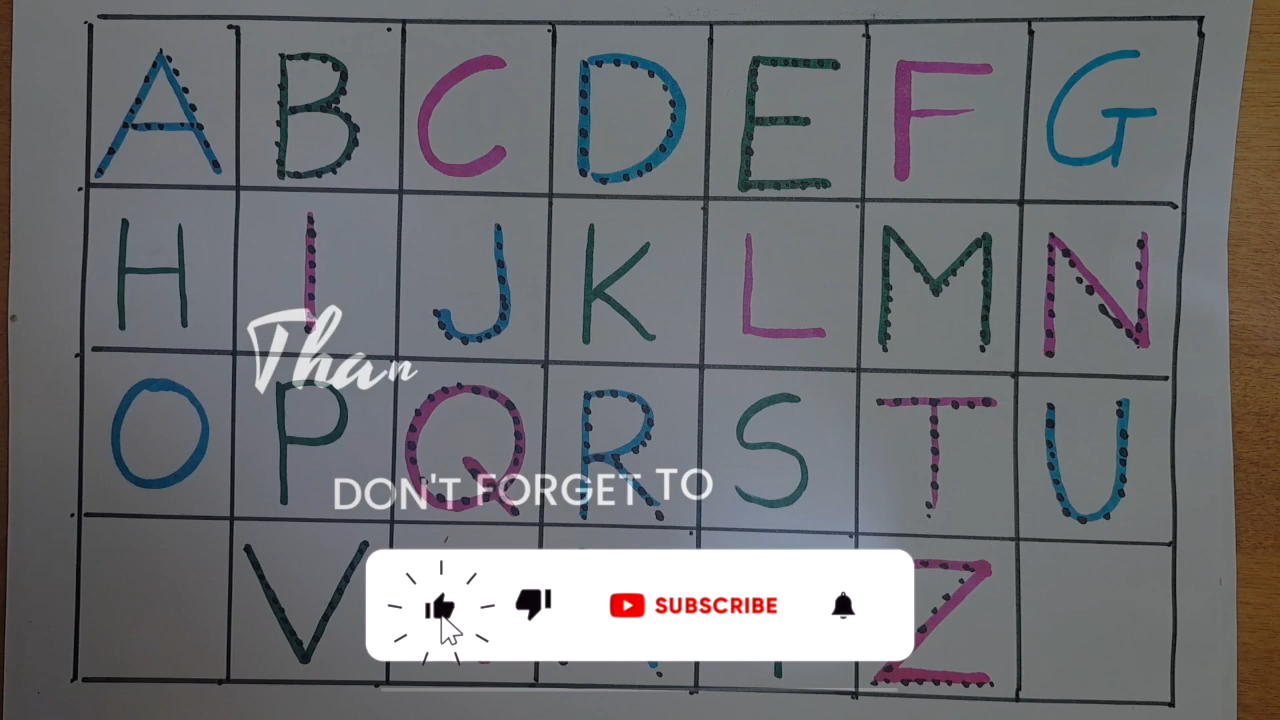 A B C D E F G
H I J K L M N
Than
O P Q R S T U
DON'T FORGET TO
V Z
SUBSCRIBE